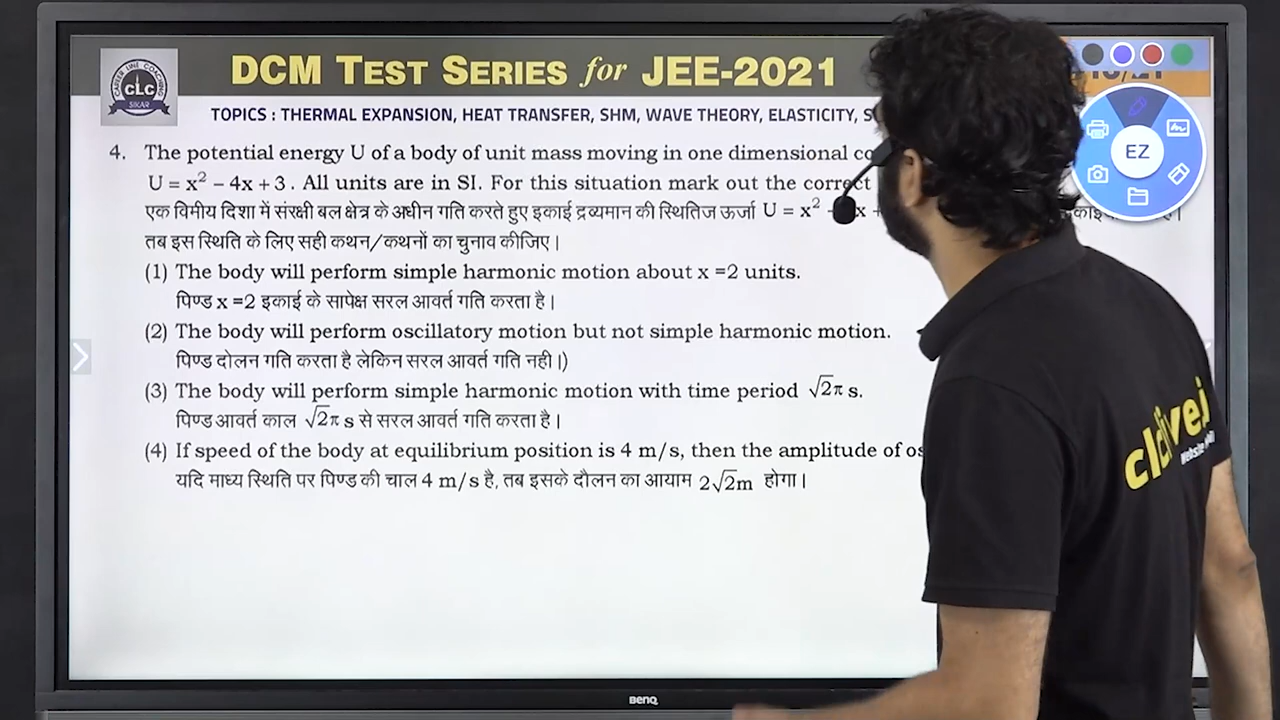 DCM TEST SERIES for JEE-2021
CAREER LINE COACHING
CLC
SIKAR
TOPICS : THERMAL EXPANSION, HEAT TRANSFER, SHM, WAVE THEORY, ELASTICITY, S
EZ
4. The potential energy U of a body of unit mass moving in one dimensional co
U = x² – 4x + 3 . All units are in SI. For this situation mark out the correct
एक विमीय दिशा में संरक्षी बल क्षेत्र के अधीन गति करते हुए इकाई द्रव्यमान की स्थितिज ऊर्जा U = x²
तब इस स्थिति के लिए सही कथन/कथनों का चुनाव कीजिए।
(1) The body will perform simple harmonic motion about x =2 units.
पिण्ड x =2 इकाई के सापेक्ष सरल आवर्त गति करता है।
(2) The body will perform oscillatory motion but not simple harmonic motion.
पिण्ड दोलन गति करता है लेकिन सरल आवर्त गति नही।)
(3) The body will perform simple harmonic motion with time period √2π s.
पिण्ड आवर्त काल √2π s से सरल आवर्त गति करता है।
(4) If speed of the body at equilibrium position is 4 m/s, then the amplitude of os
यदि माध्य स्थिति पर पिण्ड की चाल 4 m/s है, तब इसके दौलन का आयाम 2√2m होगा।
BenQ